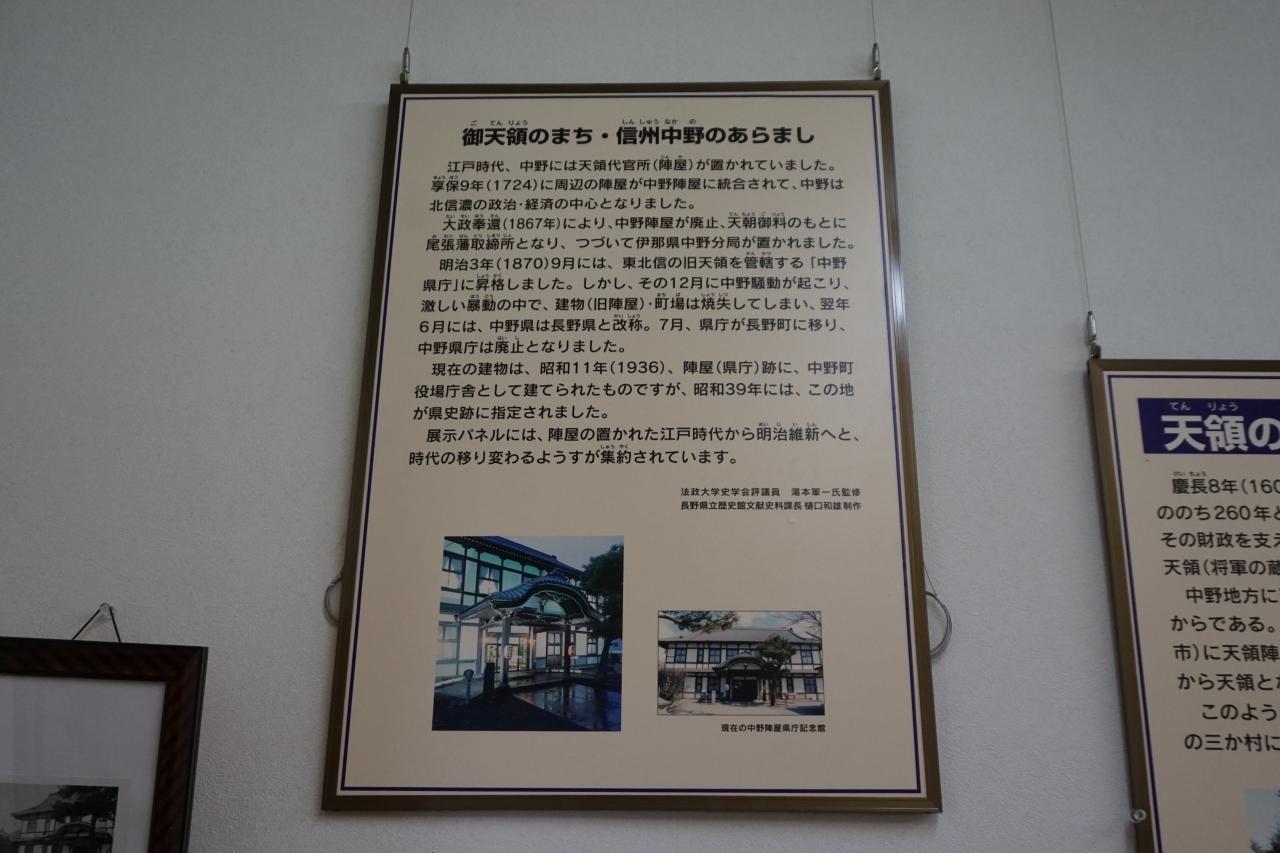 御天領のまち・信州中野のあらまし
江戸時代、中野には天領代官所(陣屋)が置かれていました。
享保9年(1724)に周辺の陣屋が中野陣屋に統合されて、中野は
北信濃の政治・経済の中心となりました。
大政奉還(1867年)により、中野陣屋が廃止、天朝御料のもとに
尾張藩取締所となり、つづいて伊那県中野分局が置かれました。
明治3年(1870)9月には、東北信の旧天領を管轄する「中野
県庁」に昇格しました。しかし、その12月に中野騒動が起こり、
激しい暴動の中で、建物(旧陣屋)・町場は焼失してしまい、翌年
6月には、中野県は長野県と改称。7月、県庁が長野町に移り、
中野県庁は廃止となりました。
現在の建物は、昭和11年(1936)、陣屋(県庁)跡に、中野町
役場庁舎として建てられたものですが、昭和39年には、この地
が県史跡に指定されました。
展示パネルには、陣屋の置かれた江戸時代から明治維新へと、
時代の移り変わるようすが集約されています。
法政大学史学会評議員 湯本軍一氏監修
長野県立歴史館文献史料課長 樋口和雄 制作
現在の中野陣屋県庁記念館
天領の
慶長8年(160
ののち260年と
その財政を支え
天領(将軍の蔵
中野地方に
からである。
市)に天領陣
から天領とな
このよう
の三か村に